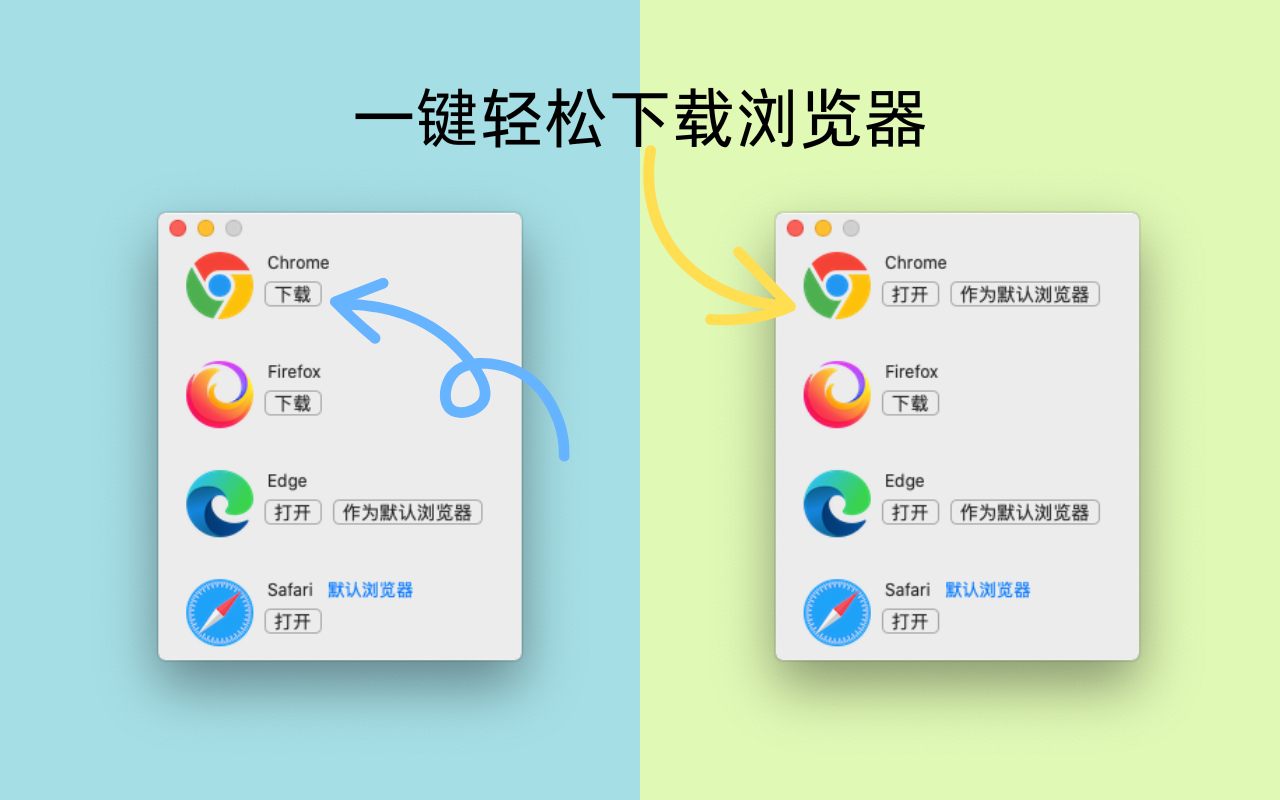 一键轻松下载浏览器
Chrome
下载
Firefox
下载
Edge
打开 作为默认浏览器
Safari 默认浏览器
打开
Chrome
打开 作为默认浏览器
Firefox
下载
Edge
打开 作为默认浏览器
Safari 默认浏览器
打开